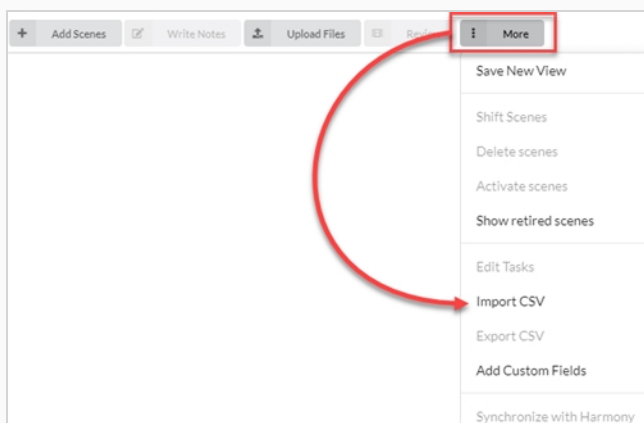 Add Scenes Write Notes Upload Files Review More
Save New View
Shift Scenes
Delete scenes
Activate scenes
Show retired scenes
Edit Tasks
Import CSV
Export CSV
Add Custom Fields
Synchronize with Harmony